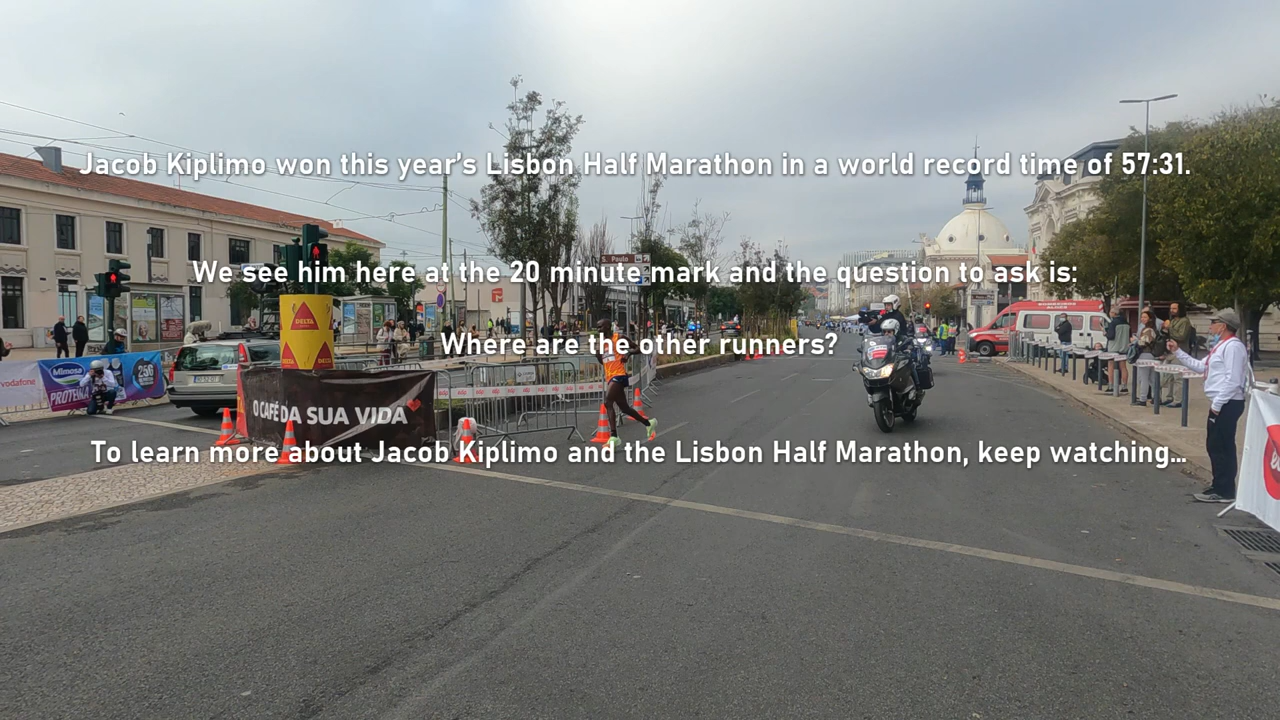 Jacob Kiplimo won this year's Lisbon Half Marathon in a world record time of 57:31.
We see him here at the 20 minute mark and the question to ask is:
S. Paulo
Where are the other runners?
DELTA
vodafone
Mimosa
PROTEÍNA
O CAFÉ DA SUA VIDA
To learn more about Jacob Kiplimo and the Lisbon Half Marathon, keep watching...